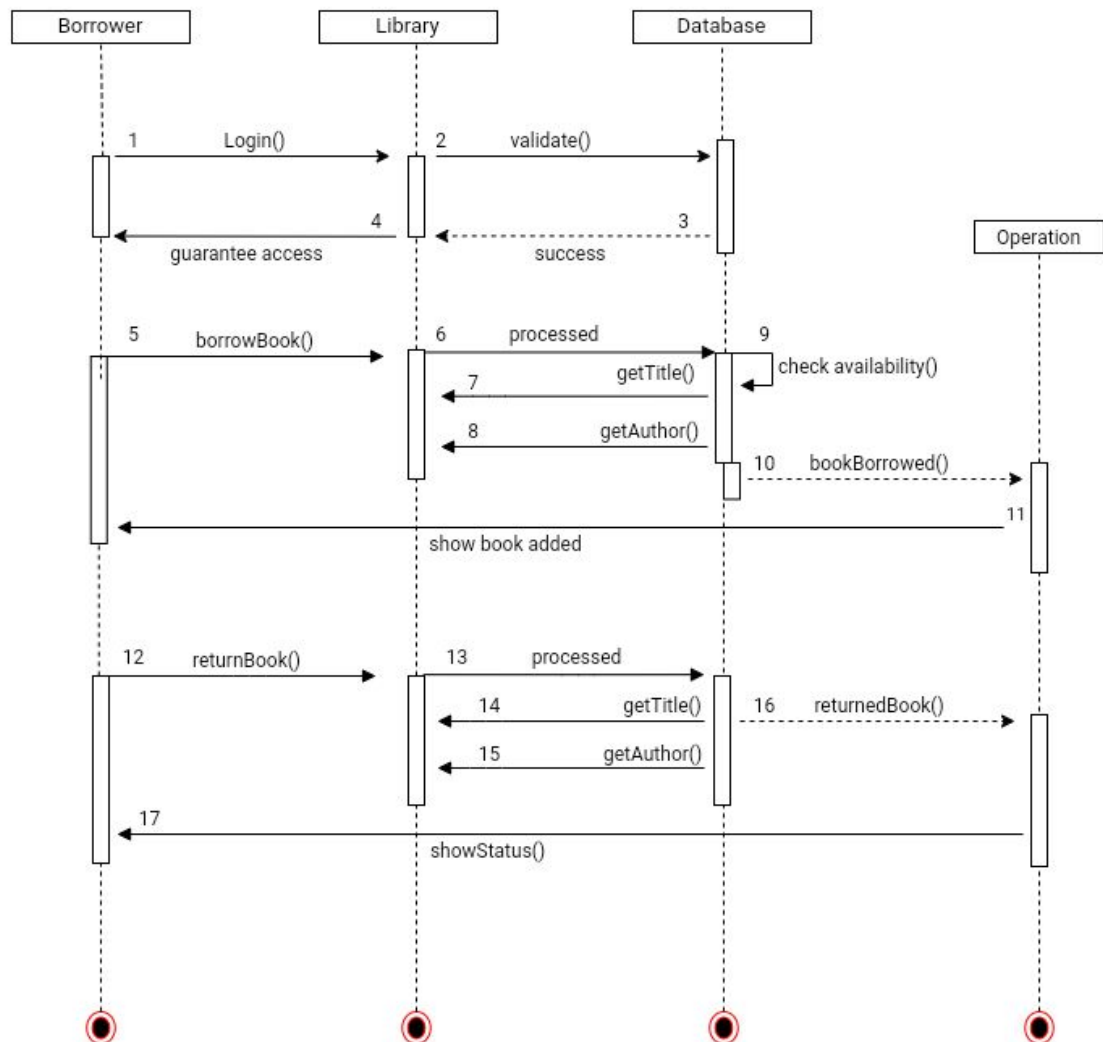 Borrower
Library
Database
1
Login()
2
validate()
4
3
guarantee access
success
Operation
5
borrowBook()
6
processed
9
check availability()
7
getTitle()
8
getAuthor()
10
bookBorrowed()
11
show book added
12
returnBook()
13
processed
14
getTitle()
16
returnedBook()
15
getAuthor()
17
showStatus()